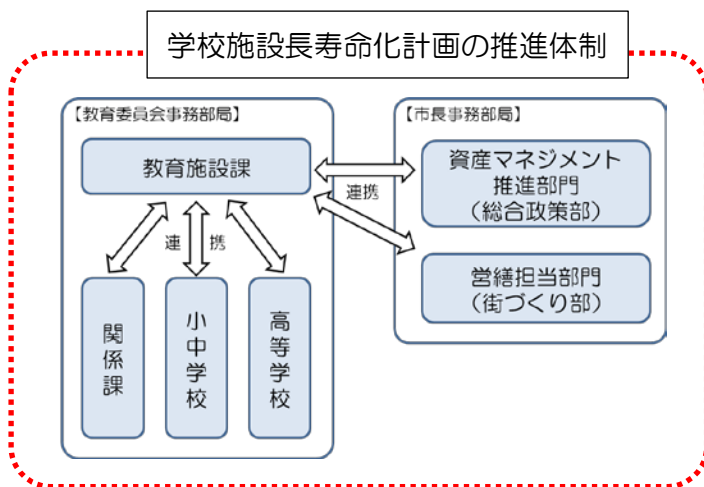 学校施設長寿命化計画の推進体制
【教育委員会事務部局】
教育施設課
連 携
関係課
小中学校
高等学校
連携
【市長事務部局】
資産マネジメント
推進部門
(総合政策部)
営繕担当部門
(街づくり部)